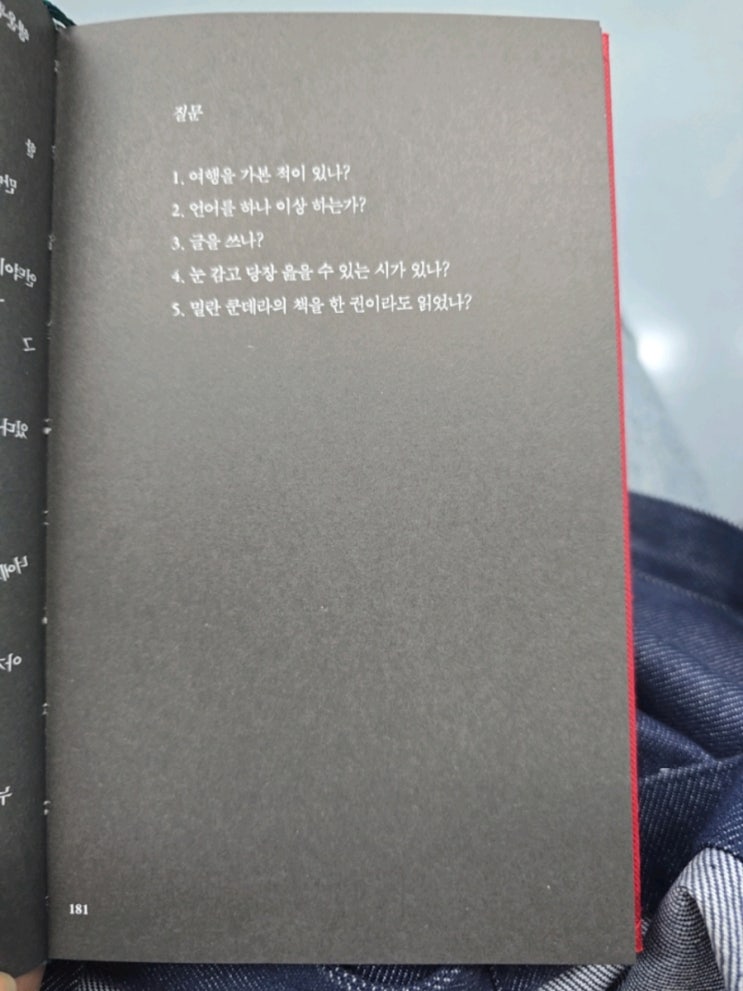 질문
1. 여행을 가본 적이 있나?
2. 언어를 하나 이상 하는가?
3. 글을 쓰나?
4. 눈 감고 당장 읊을 수 있는 시가 있나?
5. 밀란 쿤데라의 책을 한 권이라도 읽었나?
181